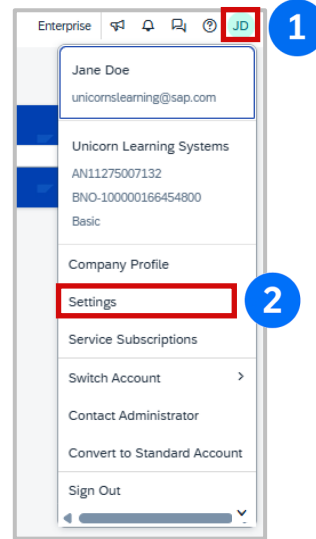 Enterprise JD 1
Jane Doe
unicornslearning@sap.com
Unicorn Learning Systems
AN11275007132
BNO-100000166454800
Basic
Company Profile
Settings 2
Service Subscriptions
Switch Account
Contact Administrator
Convert to Standard Account
Sign Out